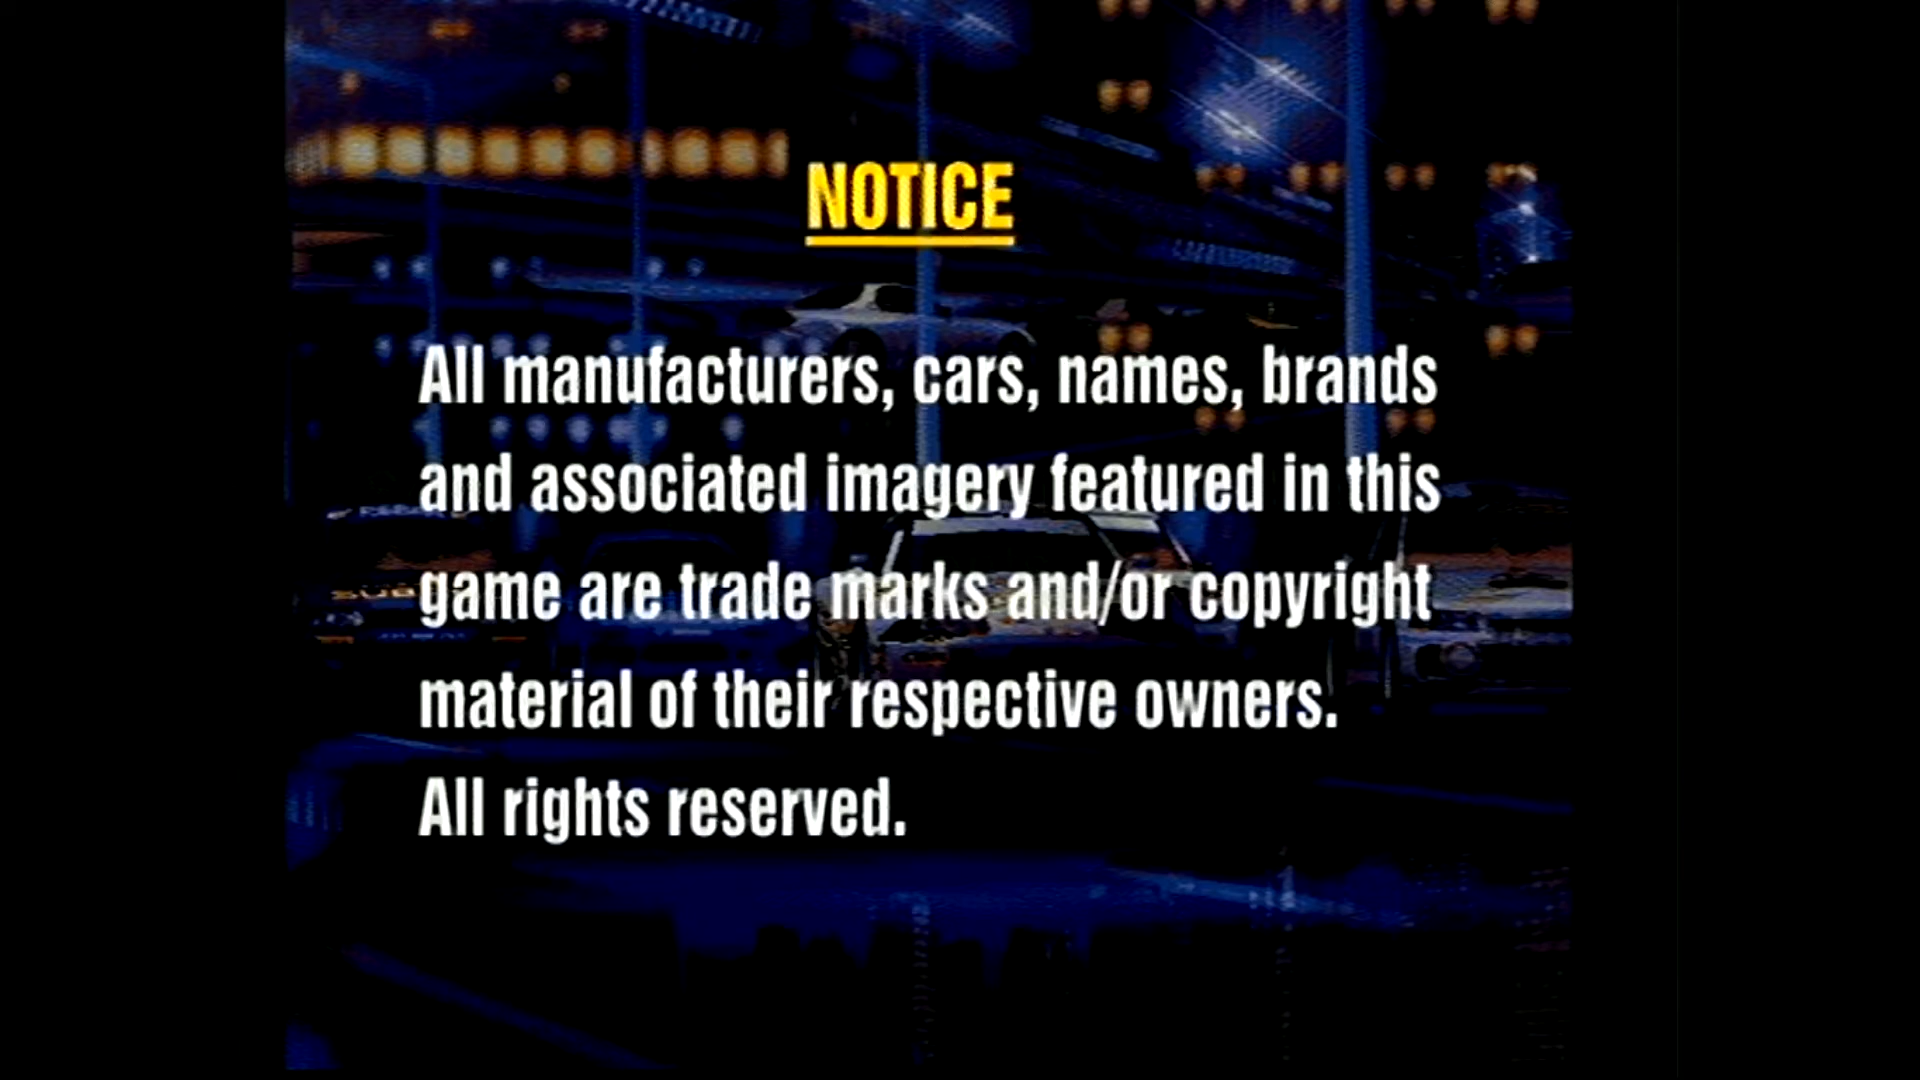 NOTICE
All manufacturers, cars, names, brands
and associated imagery featured in this
game are trade marks and/or copyright
material of their respective owners.
All rights reserved.